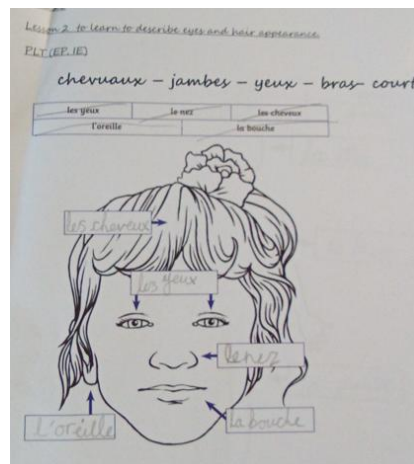 Lesson 2 to learn to describe eyes and hair appearance
PLT (EP. IE)
chevuaux – jambes – yeux – bras– court
les yeux le nez les cheveux
l'oreille la bouche
les cheveux
les yeux
le nez
l'oreille la bouche